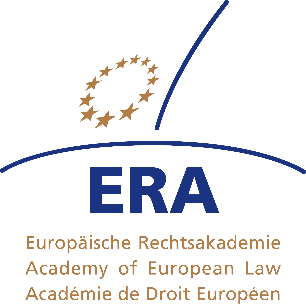 ERA
Europäische Rechtsakademie
Academy of European Law
Académie de Droit Européen